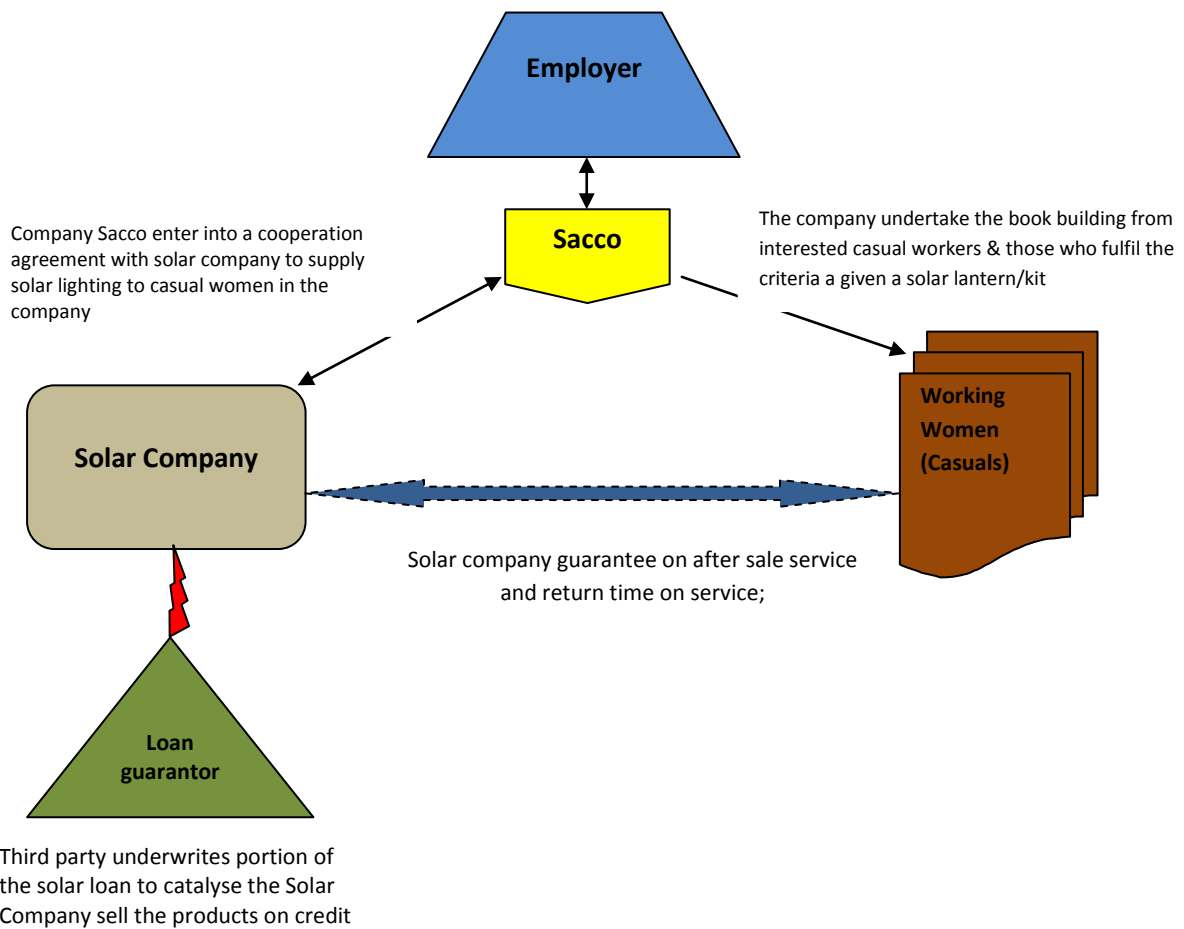 Employer
Sacco
Company Sacco enter into a cooperation
agreement with solar company to supply
solar lighting to casual women in the
company
The company undertake the book building from
interested casual workers & those who fulfil the
criteria a given a solar lantern/kit
Solar Company
Working
Women
(Casuals)
Solar company guarantee on after sale service
and return time on service;
Loan
guarantor
Third party underwrites portion of
the solar loan to catalyse the Solar
Company sell the products on credit